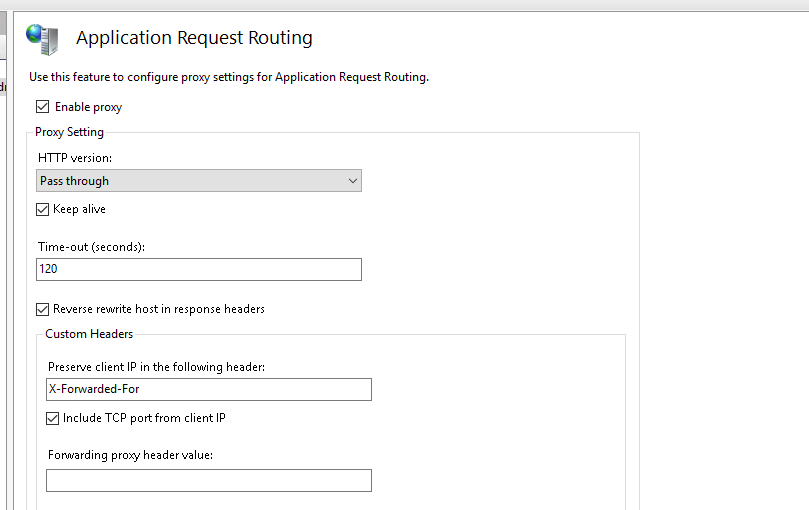 Application Request Routing
Use this feature to configure proxy settings for Application Request Routing.
Enable proxy
Proxy Setting
HTTP version:
Pass through
Keep alive
Time-out (seconds):
120
Reverse rewrite host in response headers
Custom Headers
Preserve client IP in the following header:
X-Forwarded-For
Include TCP port from client IP
Forwarding proxy header value: